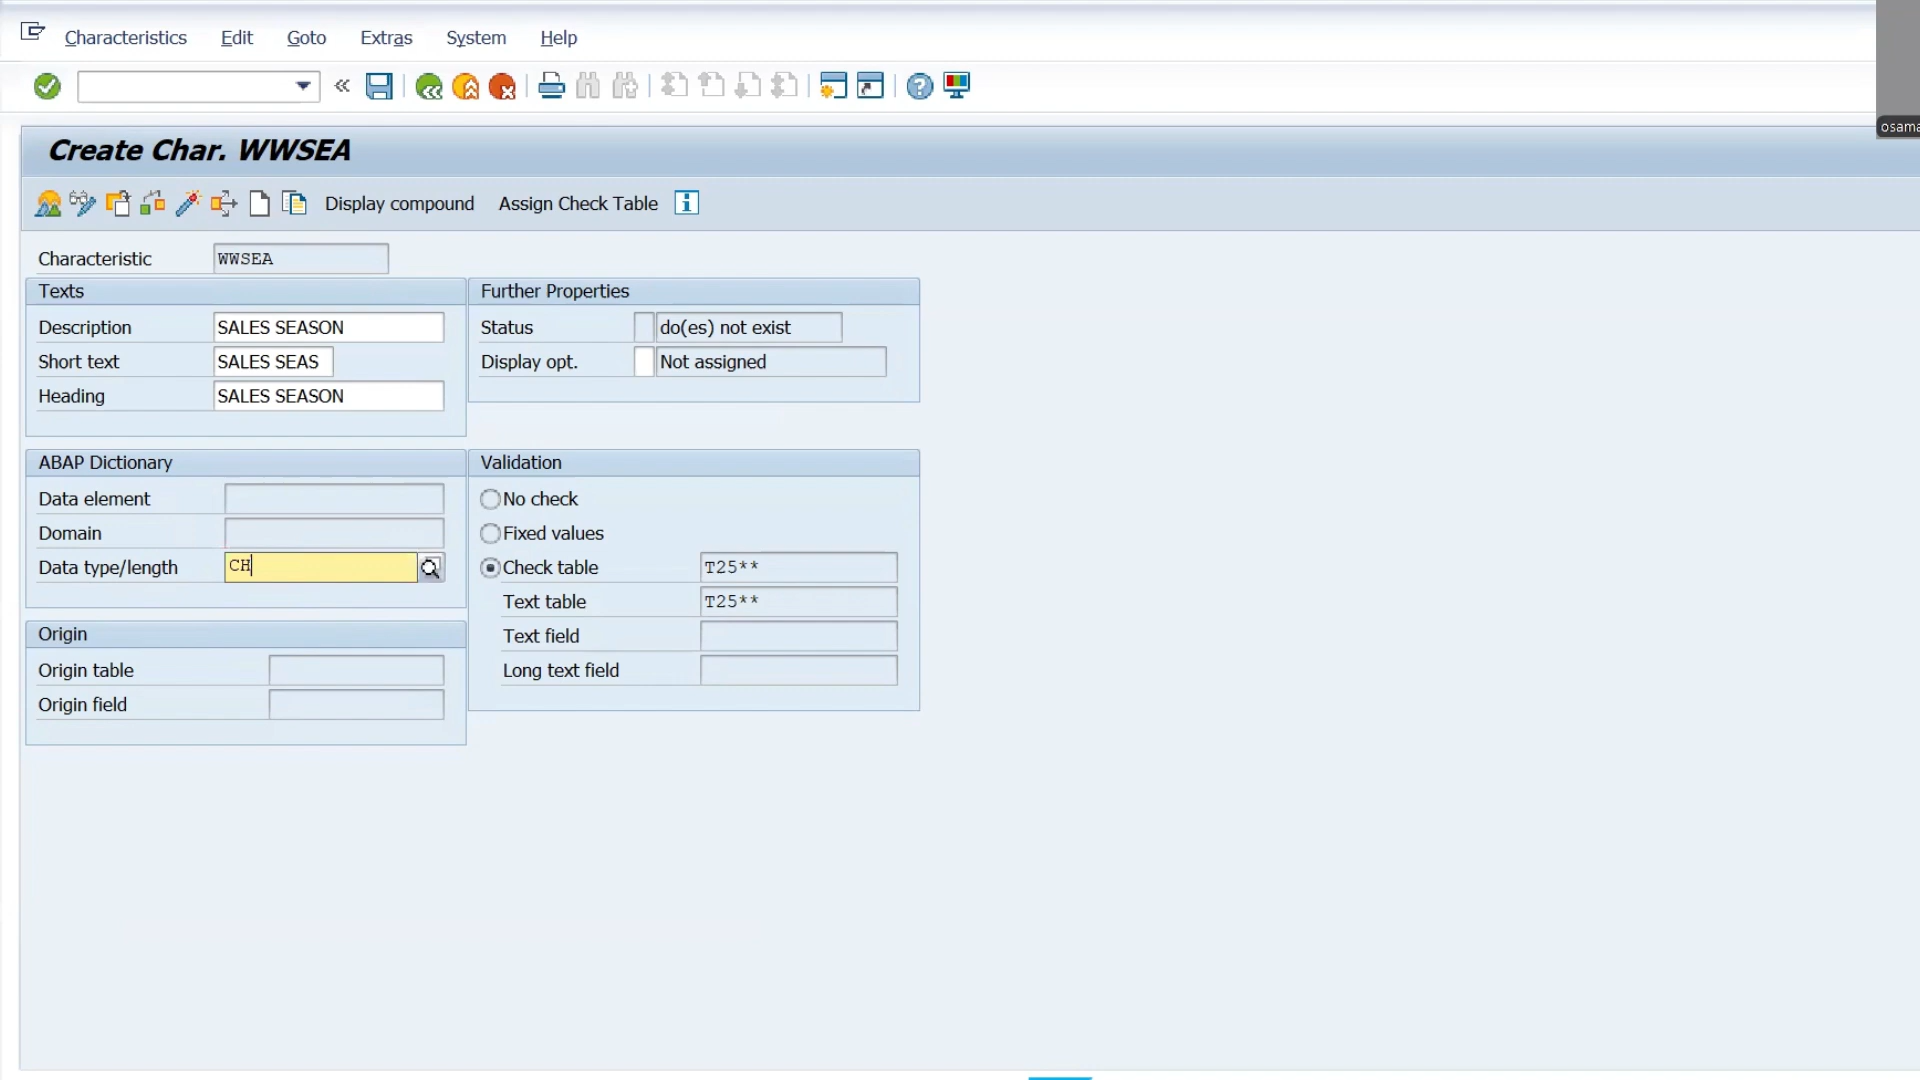 Characteristics Edit Goto Extras System Help
osama
Create Char. WWSEA
Display compound Assign Check Table
Characteristic WWSEA
Texts
Description SALES SEASON
Short text SALES SEAS
Heading SALES SEASON
Further Properties
Status do(es) not exist
Display opt. Not assigned
ABAP Dictionary
Data element
Domain
Data type/length CH
Validation
No check
Fixed values
Check table T25**
Text table T25**
Text field
Long text field
Origin
Origin table
Origin field